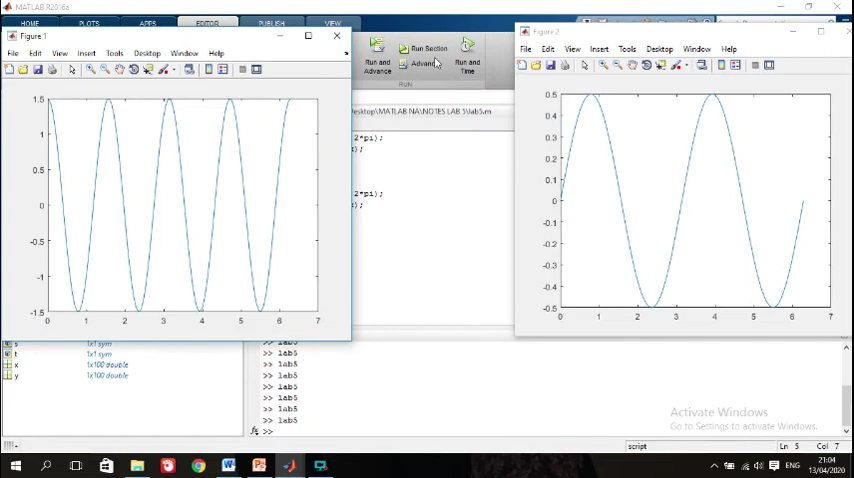 MATLAB R2016a
HOME PLOTS APPS EDITOR PUBLISH VIEW
Figure 1
File Edit View Insert Tools Desktop Window Help
1.5
1
0.5
0
-0.5
-1
-1.5
0 1 2 3 4 5 6 7
Run and Advance
Run Section
Advance
Run and Time
RUN
Desktop\MATLAB NA\NOTES LAB 5\lab5.m
2*pi);
);
2*pi);
);
Figure 2
File Edit View Insert Tools Desktop Window Help
0.5
0.4
0.3
0.2
0.1
0
-0.1
-0.2
-0.3
-0.4
-0.5
0 1 2 3 4 5 6 7
s 1x1 sym
t 1x1 sym
x 1x100 double
y 1x100 double
>> lab5
>> lab5
>> lab5
>> lab5
>> lab5
>> lab5
>> lab5
>> lab5
fx >>
Activate Windows
Go to Settings to activate Windows.
script Ln 5 Col 7
ENG 21:04
13/04/2020